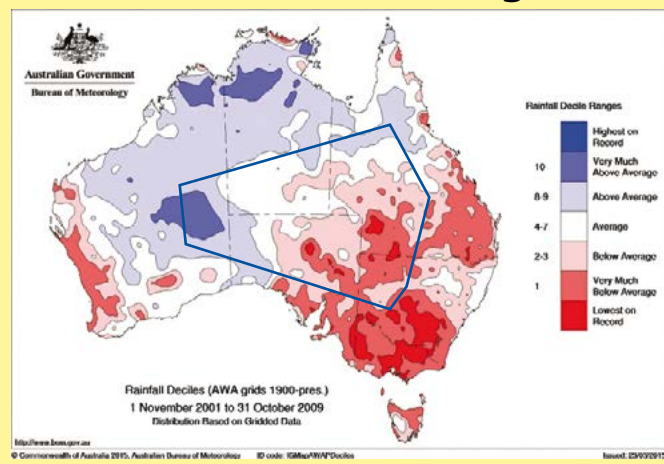 Australian Government
Bureau of Meteorology
Rainfall Decile Ranges
Highest on
Record
10
Very Much
Above Average
8-9
Above Average
4-7
Average
2-3
Below Average
1
Very Much
Below Average
Lowest on
Record
Rainfall Deciles (AWA grids 1900-pres.)
1 November 2001 to 31 October 2009
Distribution Based on Gridded Data
http://www.bom.gov.au
© Commonwealth of Australia 2015, Australian Bureau of Meteorology
ID code:
Issued: